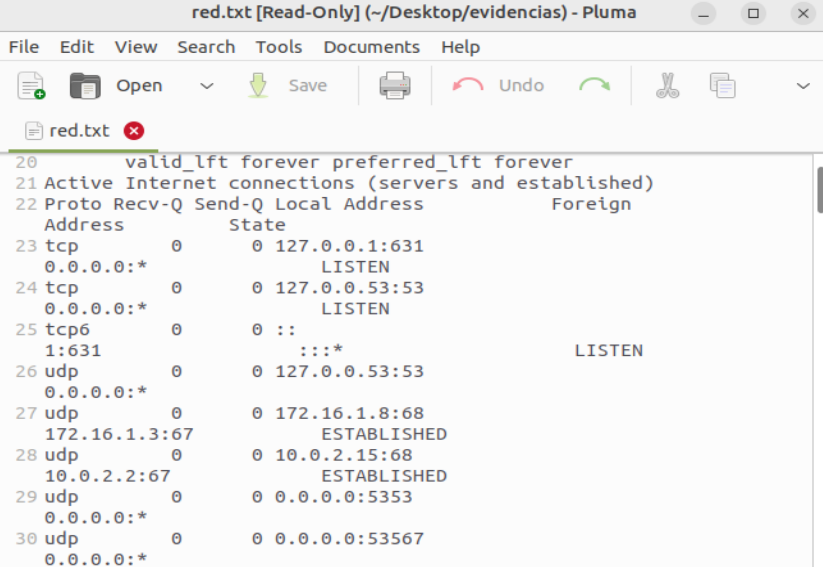 red.txt [Read-Only] (~/Desktop/evidencias) - Pluma
File Edit View Search Tools Documents Help
Open Save Undo
red.txt
20 valid_lft forever preferred_lft forever
21 Active Internet connections (servers and established)
22 Proto Recv-Q Send-Q Local Address Foreign
Address State
23 tcp 0 0 127.0.0.1:631
0.0.0.0:* LISTEN
24 tcp 0 0 127.0.0.53:53
0.0.0.0:* LISTEN
25 tcp6 0 0 ::
1:631 :::* LISTEN
26 udp 0 0 127.0.0.53:53
0.0.0.0:*
27 udp 0 0 172.16.1.8:68
172.16.1.3:67 ESTABLISHED
28 udp 0 0 10.0.2.15:68
10.0.2.2:67 ESTABLISHED
29 udp 0 0 0.0.0.0:5353
0.0.0.0:*
30 udp 0 0 0.0.0.0:53567
0.0.0.0:*